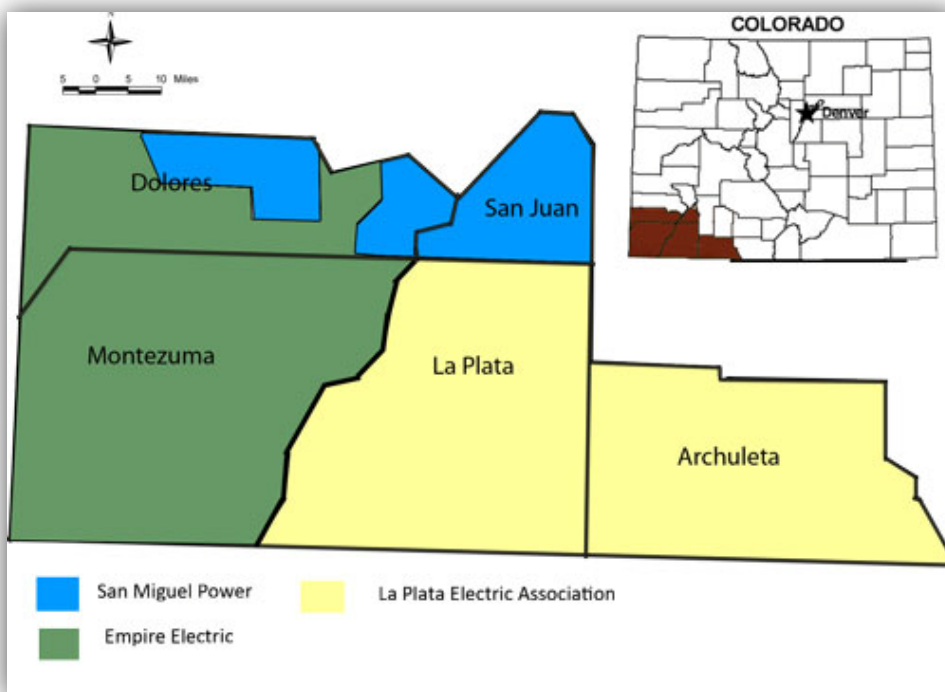 COLORADO
5 0 5 10 Miles
Denver
Dolores
San Juan
Montezuma
La Plata
Archuleta
San Miguel Power
La Plata Electric Association
Empire Electric